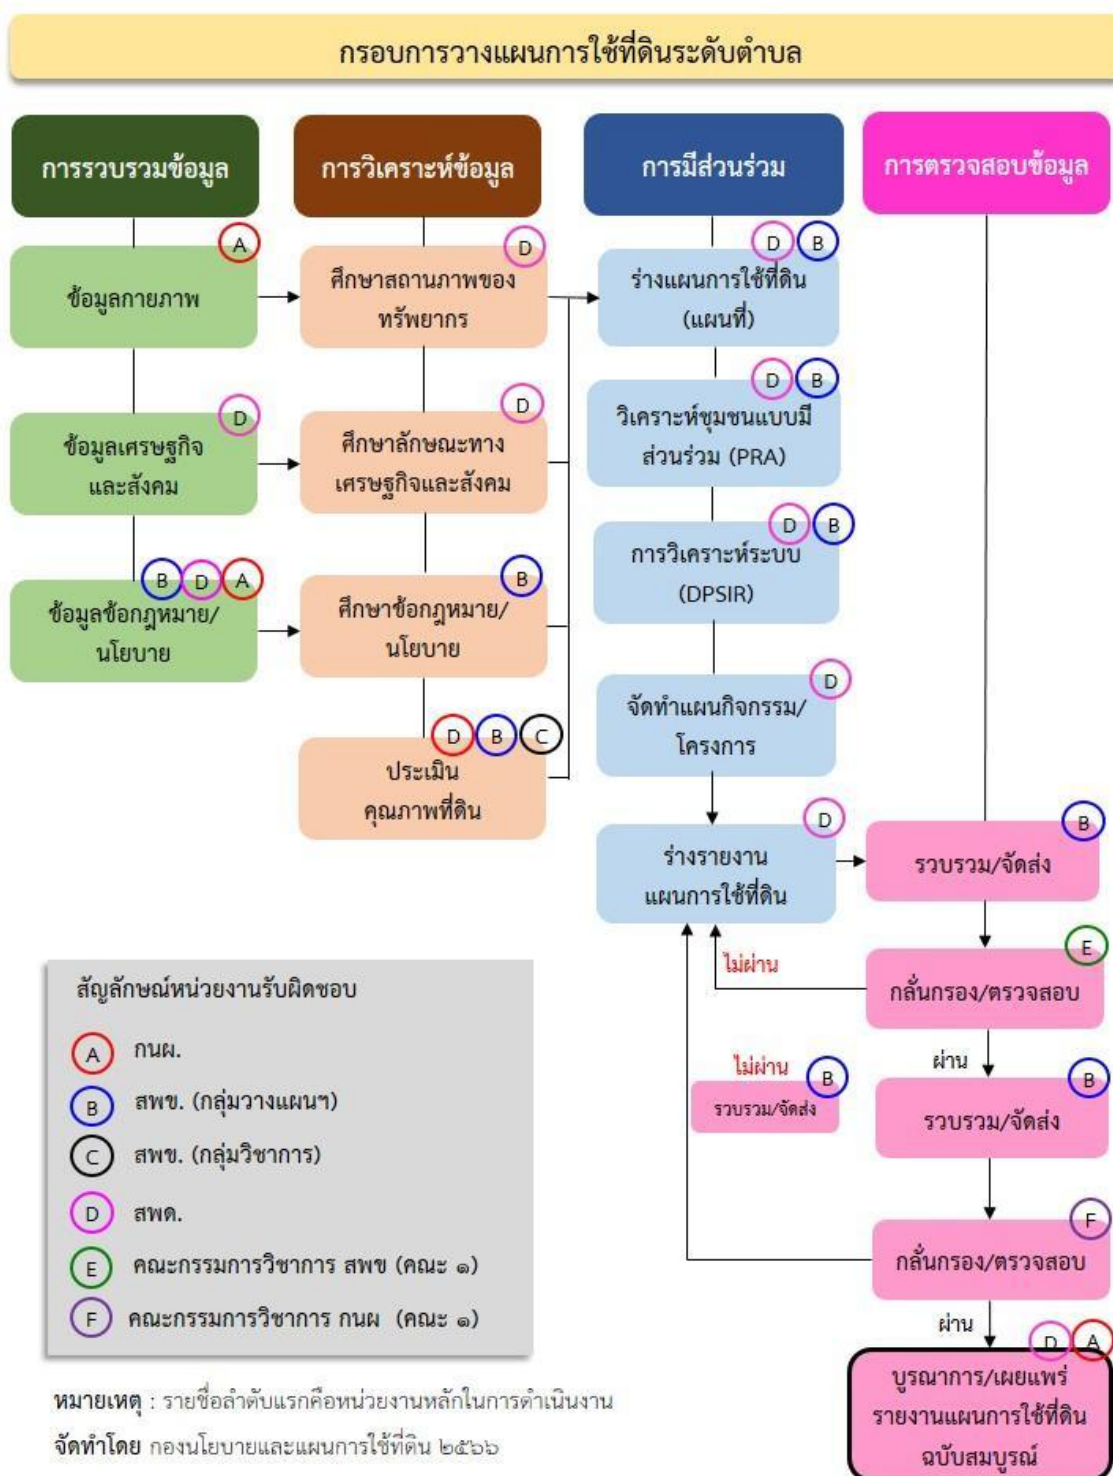 กรอบการวางแผนการใช้ที่ดินระดับตำบล
การรวบรวมข้อมูล
การวิเคราะห์ข้อมูล
การมีส่วนร่วม
การตรวจสอบข้อมูล
A
ข้อมูลกายภาพ
D
ข้อมูลเศรษฐกิจ
และสังคม
B D A
ข้อมูลข้อกฎหมาย/
นโยบาย
D
ศึกษาสถานภาพของ
ทรัพยากร
D
ศึกษาลักษณะทาง
เศรษฐกิจและสังคม
B
ศึกษาข้อกฎหมาย/
นโยบาย
D B C
ประเมิน
คุณภาพที่ดิน
D B
ร่างแผนการใช้ที่ดิน
(แผนที่)
D B
วิเคราะห์ชุมชนแบบมี
ส่วนร่วม (PRA)
D B
การวิเคราะห์ระบบ
(DPSIR)
D
จัดทำแผนกิจกรรม/
โครงการ
D
ร่างรายงาน
แผนการใช้ที่ดิน
B
รวบรวม/จัดส่ง
E
กลั่นกรอง/ตรวจสอบ
ไม่ผ่าน
ผ่าน
B
รวบรวม/จัดส่ง
ไม่ผ่าน
B
รวบรวม/จัดส่ง
F
กลั่นกรอง/ตรวจสอบ
ผ่าน
D A
บูรณาการ/เผยแพร่
รายงานแผนการใช้ที่ดิน
ฉบับสมบูรณ์
สัญลักษณ์หน่วยงานรับผิดชอบ
A กนผ.
B สพข. (กลุ่มวางแผนฯ)
C สพข. (กลุ่มวิชาการ)
D สพด.
E คณะกรรมการวิชาการ สพข (คณะ ๑)
F คณะกรรมการวิชาการ กนผ (คณะ ๑)
หมายเหตุ : รายชื่อลำดับแรกคือหน่วยงานหลักในการดำเนินงาน
จัดทำโดย กองนโยบายและแผนการใช้ที่ดิน ๒๕๖๖